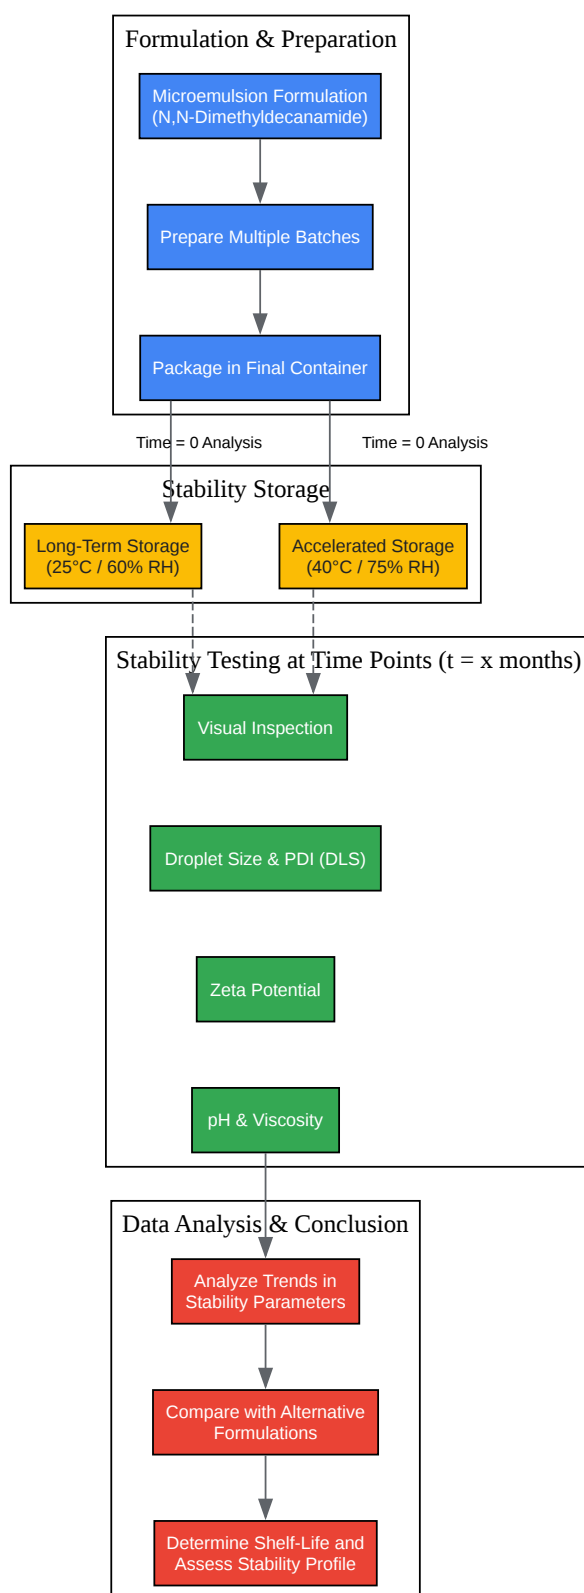 Formulation & Preparation
Microemulsion Formulation
(N,N-Dimethyldecanamide)
Prepare Multiple Batches
Package in Final Container
Time = 0 Analysis
Time = 0 Analysis
Stability Storage
Long-Term Storage
(25°C / 60% RH)
Accelerated Storage
(40°C / 75% RH)
Stability Testing at Time Points (t = x months)
Visual Inspection
Droplet Size & PDI (DLS)
Zeta Potential
pH & Viscosity
Data Analysis & Conclusion
Analyze Trends in
Stability Parameters
Compare with Alternative
Formulations
Determine Shelf-Life and
Assess Stability Profile